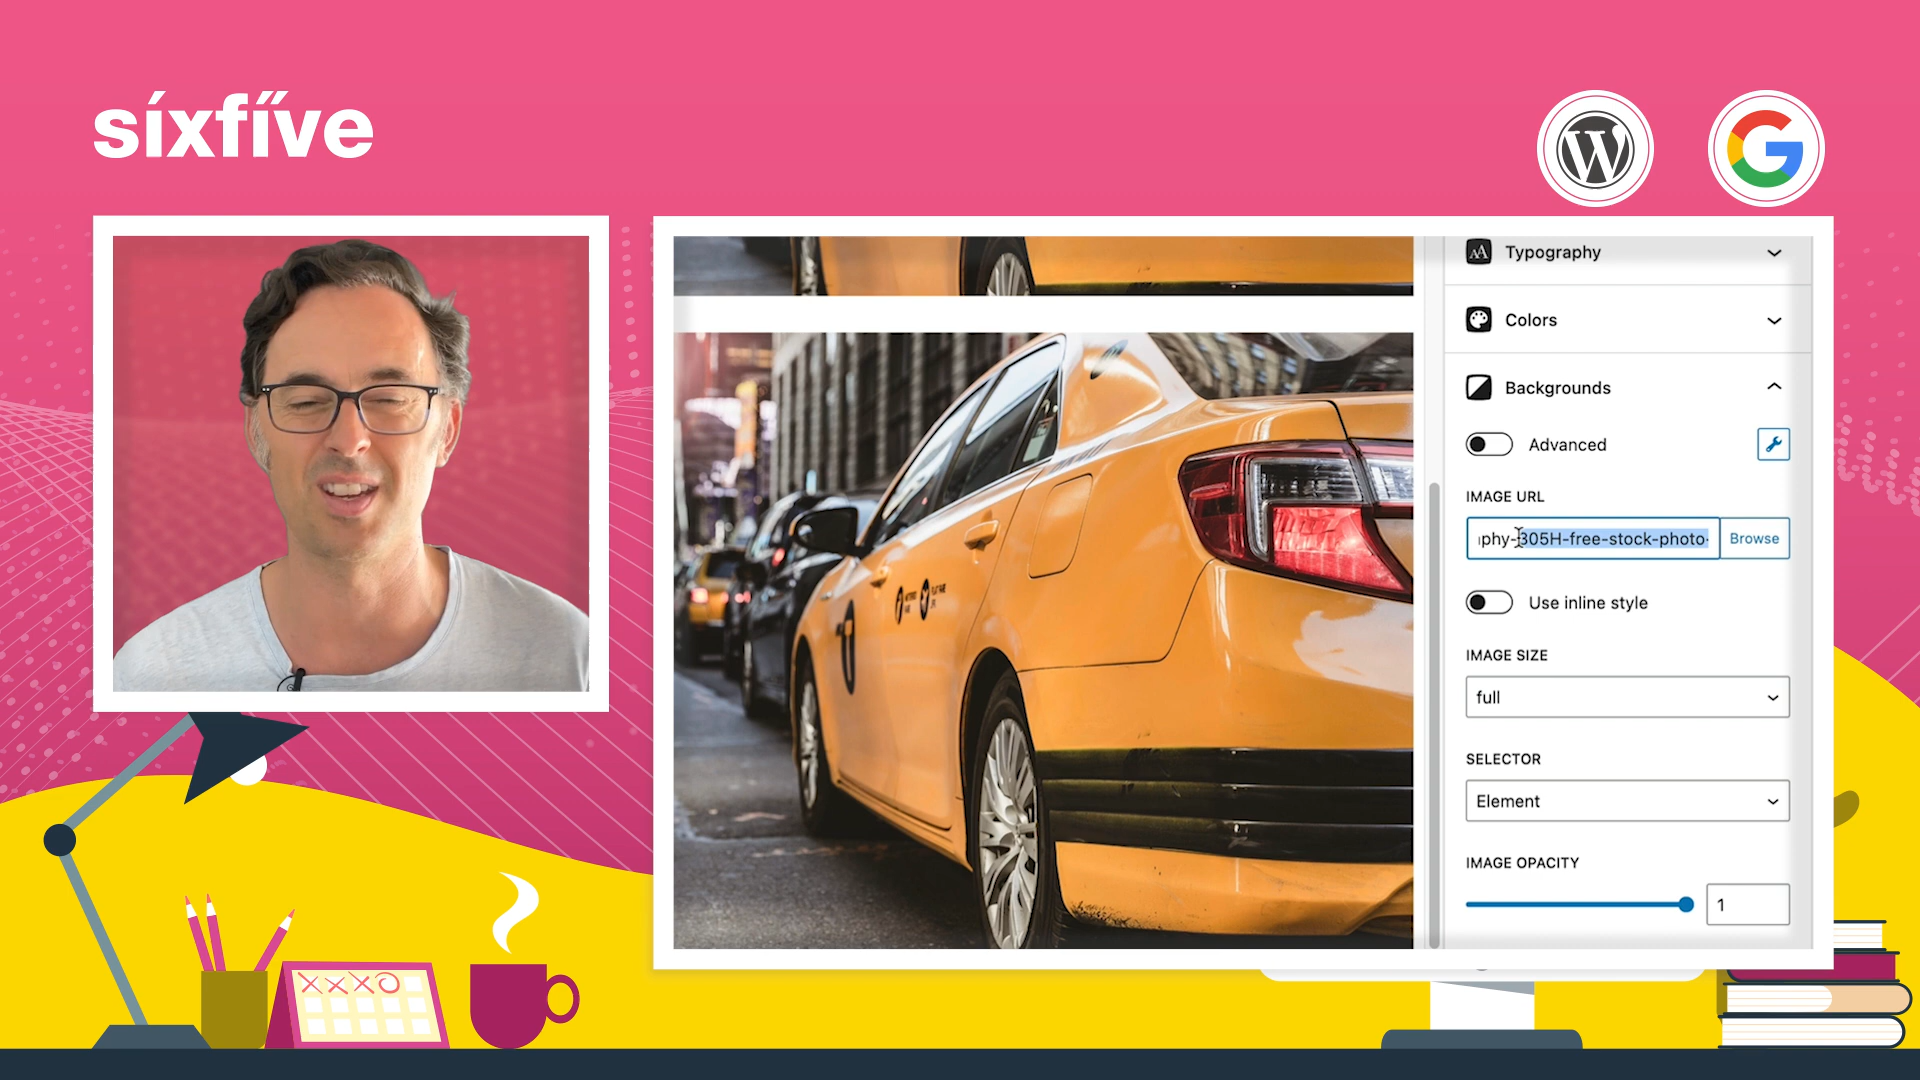 síxfív̋e
W
G
Typography
Colors
Backgrounds
Advanced
IMAGE URL
phy-305H-free-stock-photo-
Browse
Use inline style
IMAGE SIZE
full
SELECTOR
Element
IMAGE OPACITY
1